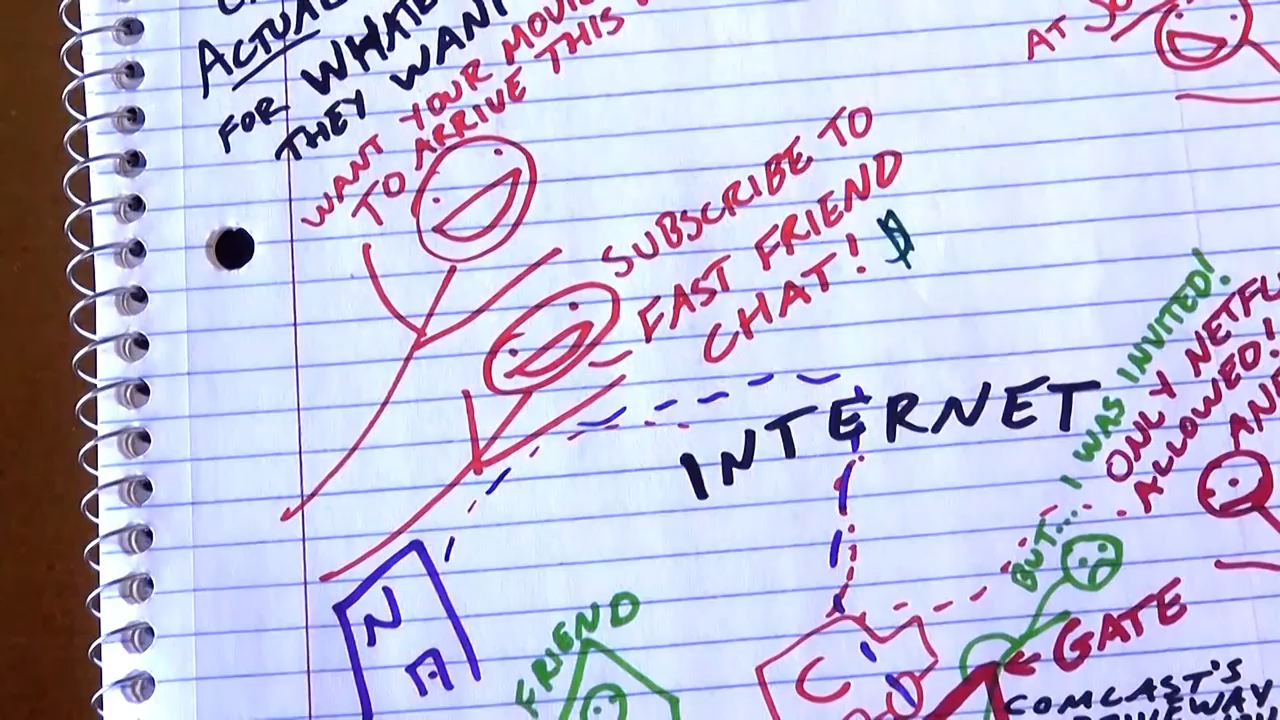 ACTUAL
FOR WHAT
THEY WANT
WANT YOUR MOVIE
TO ARRIVE THIS
AT
SUBSCRIBE TO
FAST FRIEND
CHAT! $
INTERNET
BUT... I WAS INVITED!
ONLY NETFL
ALLOWED!
AN
N
A
FRIEND
C
O
GATE
COMCAST'S